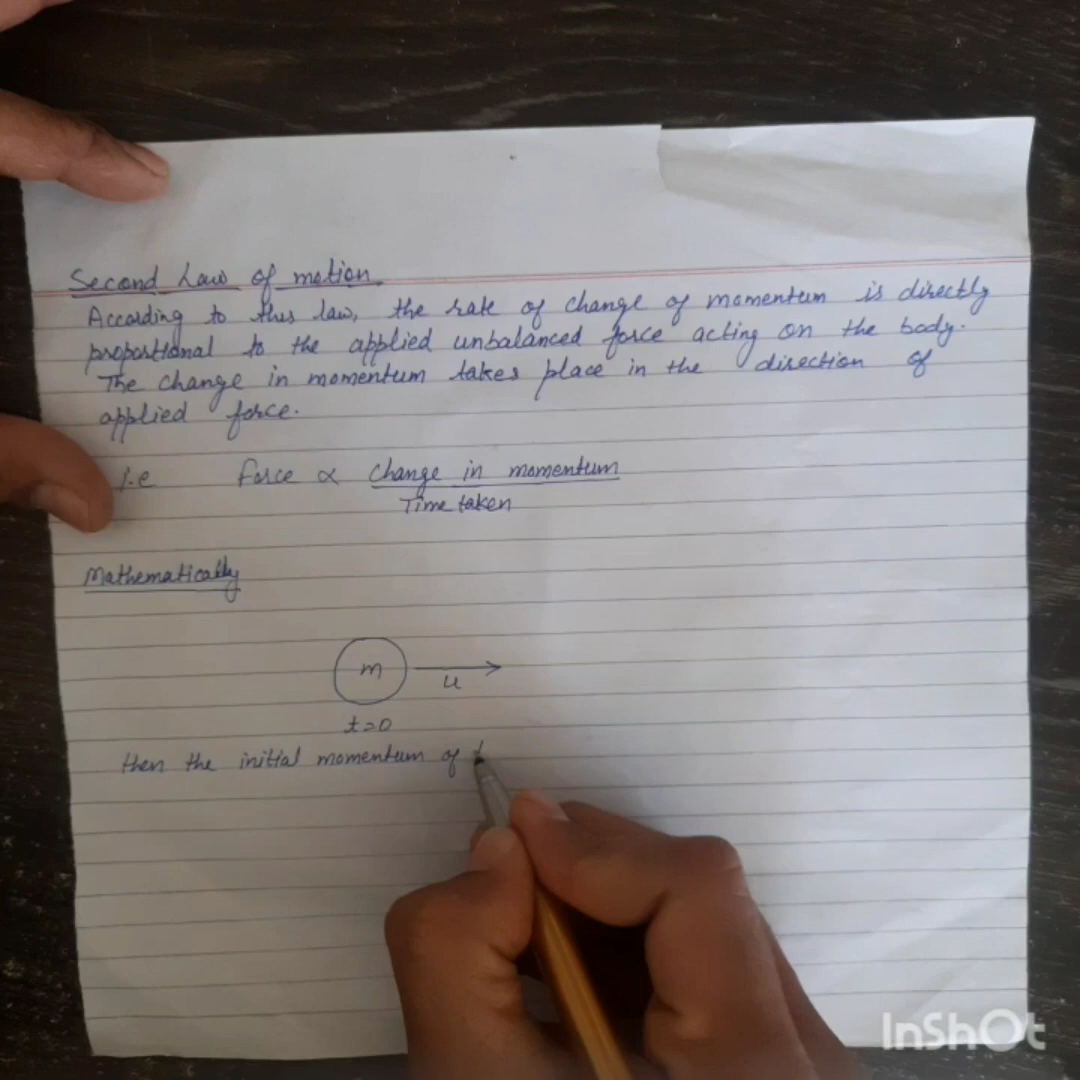 Second Law of motion.
According to this law, the rate of change of momentum is directly
proportional to the applied unbalanced force acting on the body.
The change in momentum takes place in the direction of
applied force.
i.e Force ∝ Change in momentum
Time taken
Mathematically
m
u
t=0
then the initial momentum of t
InShOt